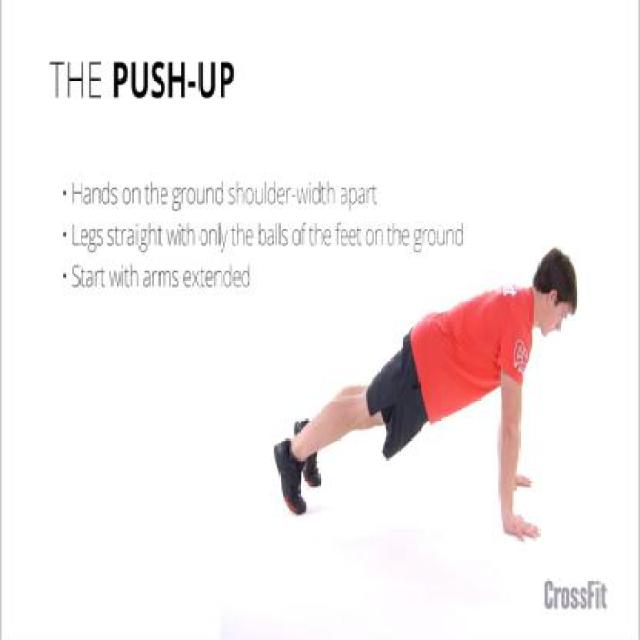 THE PUSH-UP
• Hands on the ground shoulder-width apart
• Legs straight with only the balls of the feet on the ground
• Start with arms extended
CrossFit